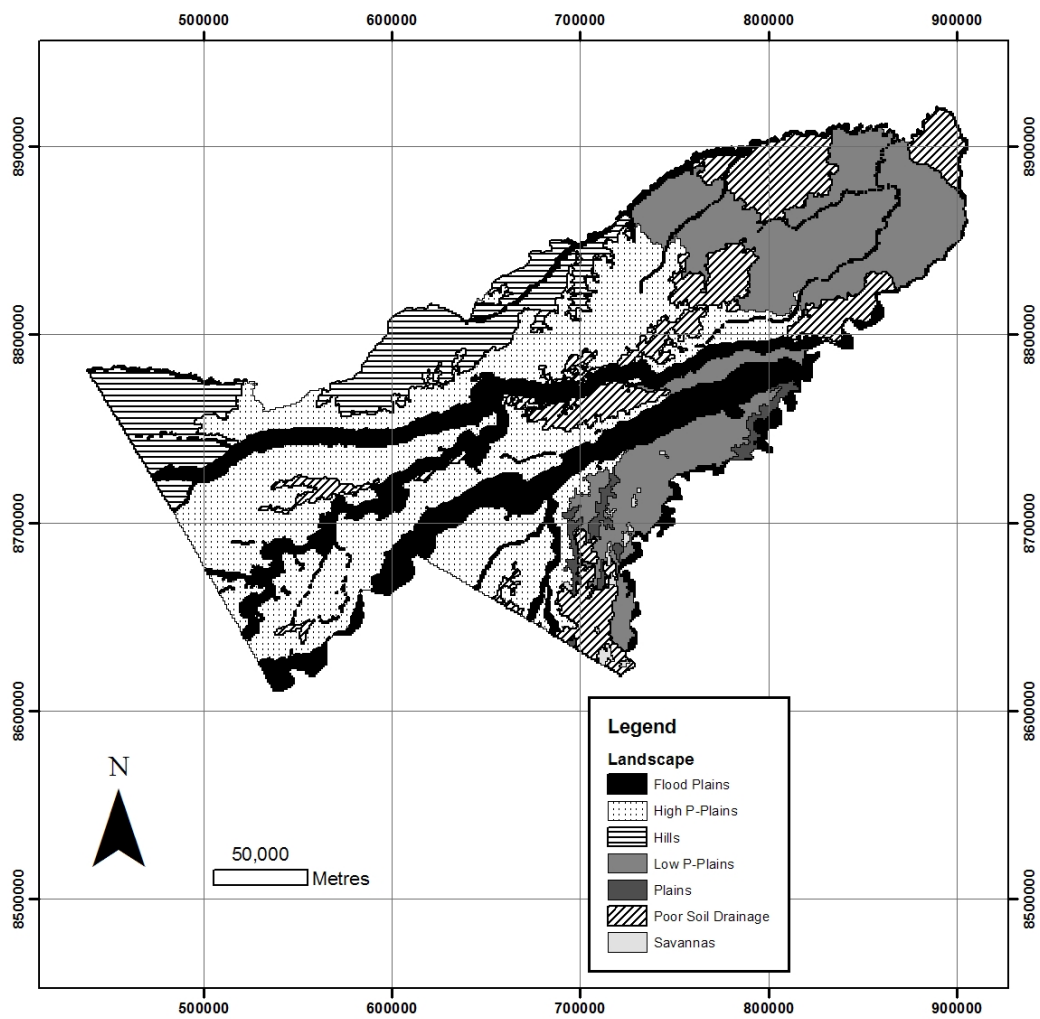 500000 600000 700000 800000 900000
8900000 8900000
8800000 8800000
8700000 8700000
8600000 8600000
8500000 8500000
N
50,000
Metres
Legend
Landscape
Flood Plains
High P-Plains
Hills
Low P-Plains
Plains
Poor Soil Drainage
Savannas
500000 600000 700000 800000 900000